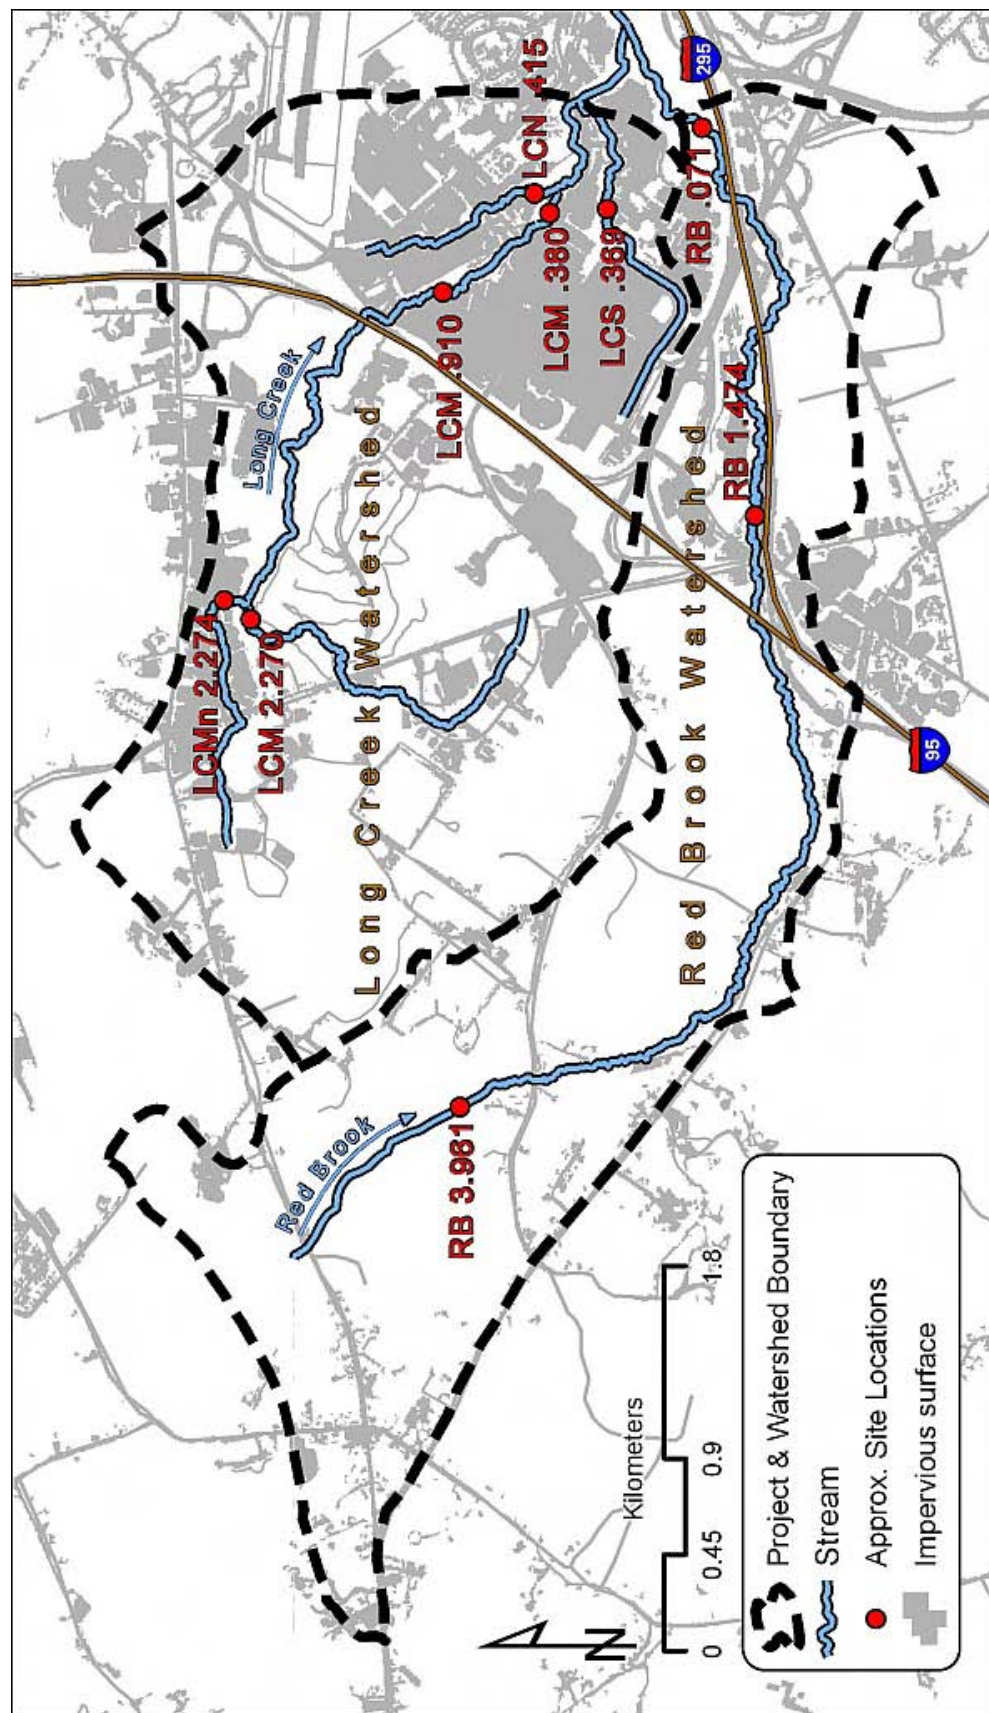 LCN .415
295
RB .071
LCM .380
LCS .369
LCM .910
Long Creek
RB 1.474
LCMn 2.274
LCM 2.270
Long Creek Watershed
Red Brook Watershed
95
Red Brook
RB 3.961
N
Kilometers
0 0.45 0.9 1.8
Project & Watershed Boundary
Stream
Approx. Site Locations
Impervious surface